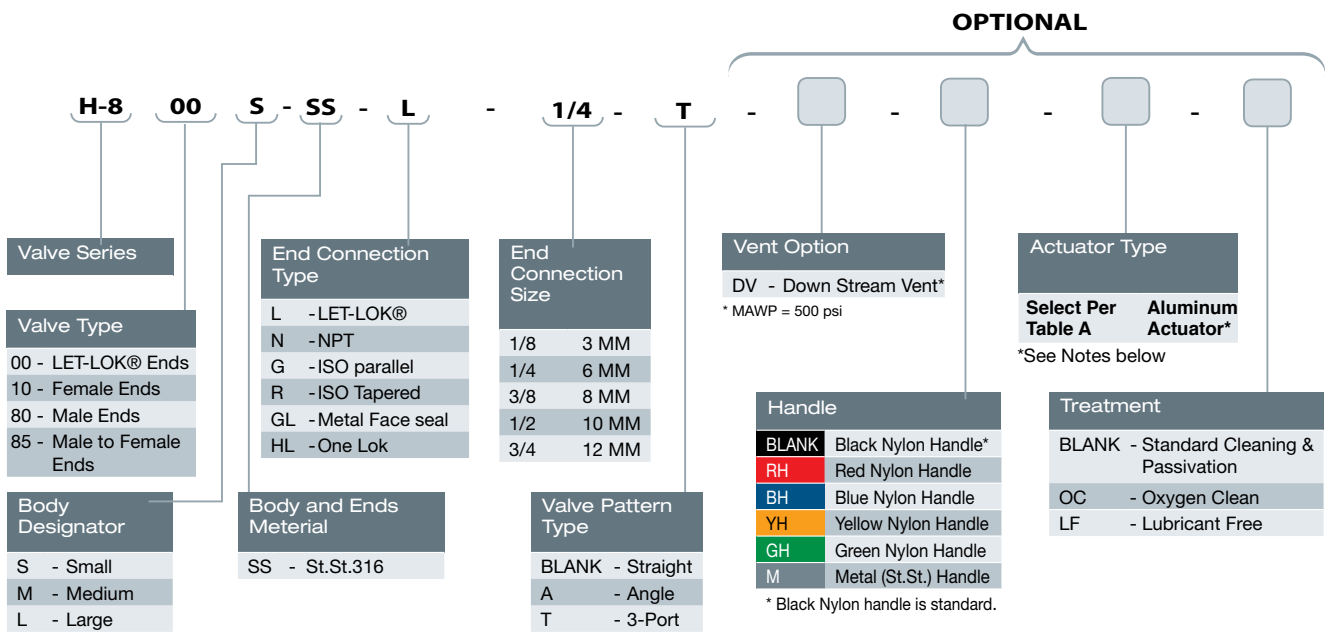 OPTIONAL
H-8 00 S - SS - L - 1/4 - T - - - -
Valve Series
Valve Type
00 - LET-LOK® Ends
10 - Female Ends
80 - Male Ends
85 - Male to Female
Ends
Body
Designator
S - Small
M - Medium
L - Large
Body and Ends
Meterial
SS - St.St.316
End Connection
Type
L - LET-LOK®
N - NPT
G - ISO parallel
R - ISO Tapered
GL - Metal Face seal
HL - One Lok
End
Connection
Size
1/8 3 MM
1/4 6 MM
3/8 8 MM
1/2 10 MM
3/4 12 MM
Valve Pattern
Type
BLANK - Straight
A - Angle
T - 3-Port
Vent Option
DV - Down Stream Vent*
* MAWP = 500 psi
Handle
BLANK Black Nylon Handle*
RH Red Nylon Handle
BH Blue Nylon Handle
YH Yellow Nylon Handle
GH Green Nylon Handle
M Metal (St.St.) Handle
* Black Nylon handle is standard.
Actuator Type
Select Per Aluminum
Table A Actuator*
*See Notes below
Treatment
BLANK - Standard Cleaning &
Passivation
OC - Oxygen Clean
LF - Lubricant Free